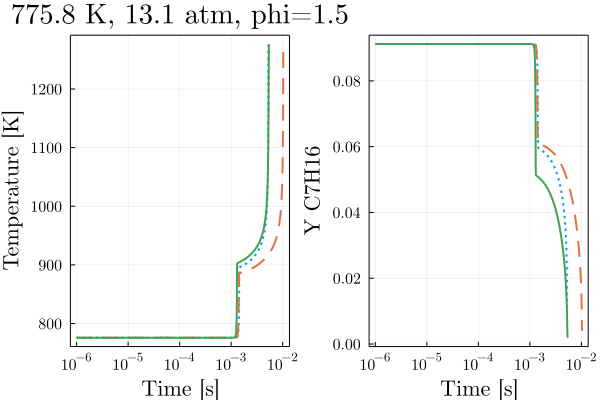 775.8 K, 13.1 atm, phi=1.5
Temperature [K]
1200
1100
1000
900
800
10⁻⁶ 10⁻⁵ 10⁻⁴ 10⁻³ 10⁻²
Time [s]
Y C7H16
0.08
0.06
0.04
0.02
0.00
10⁻⁶ 10⁻⁵ 10⁻⁴ 10⁻³ 10⁻²
Time [s]